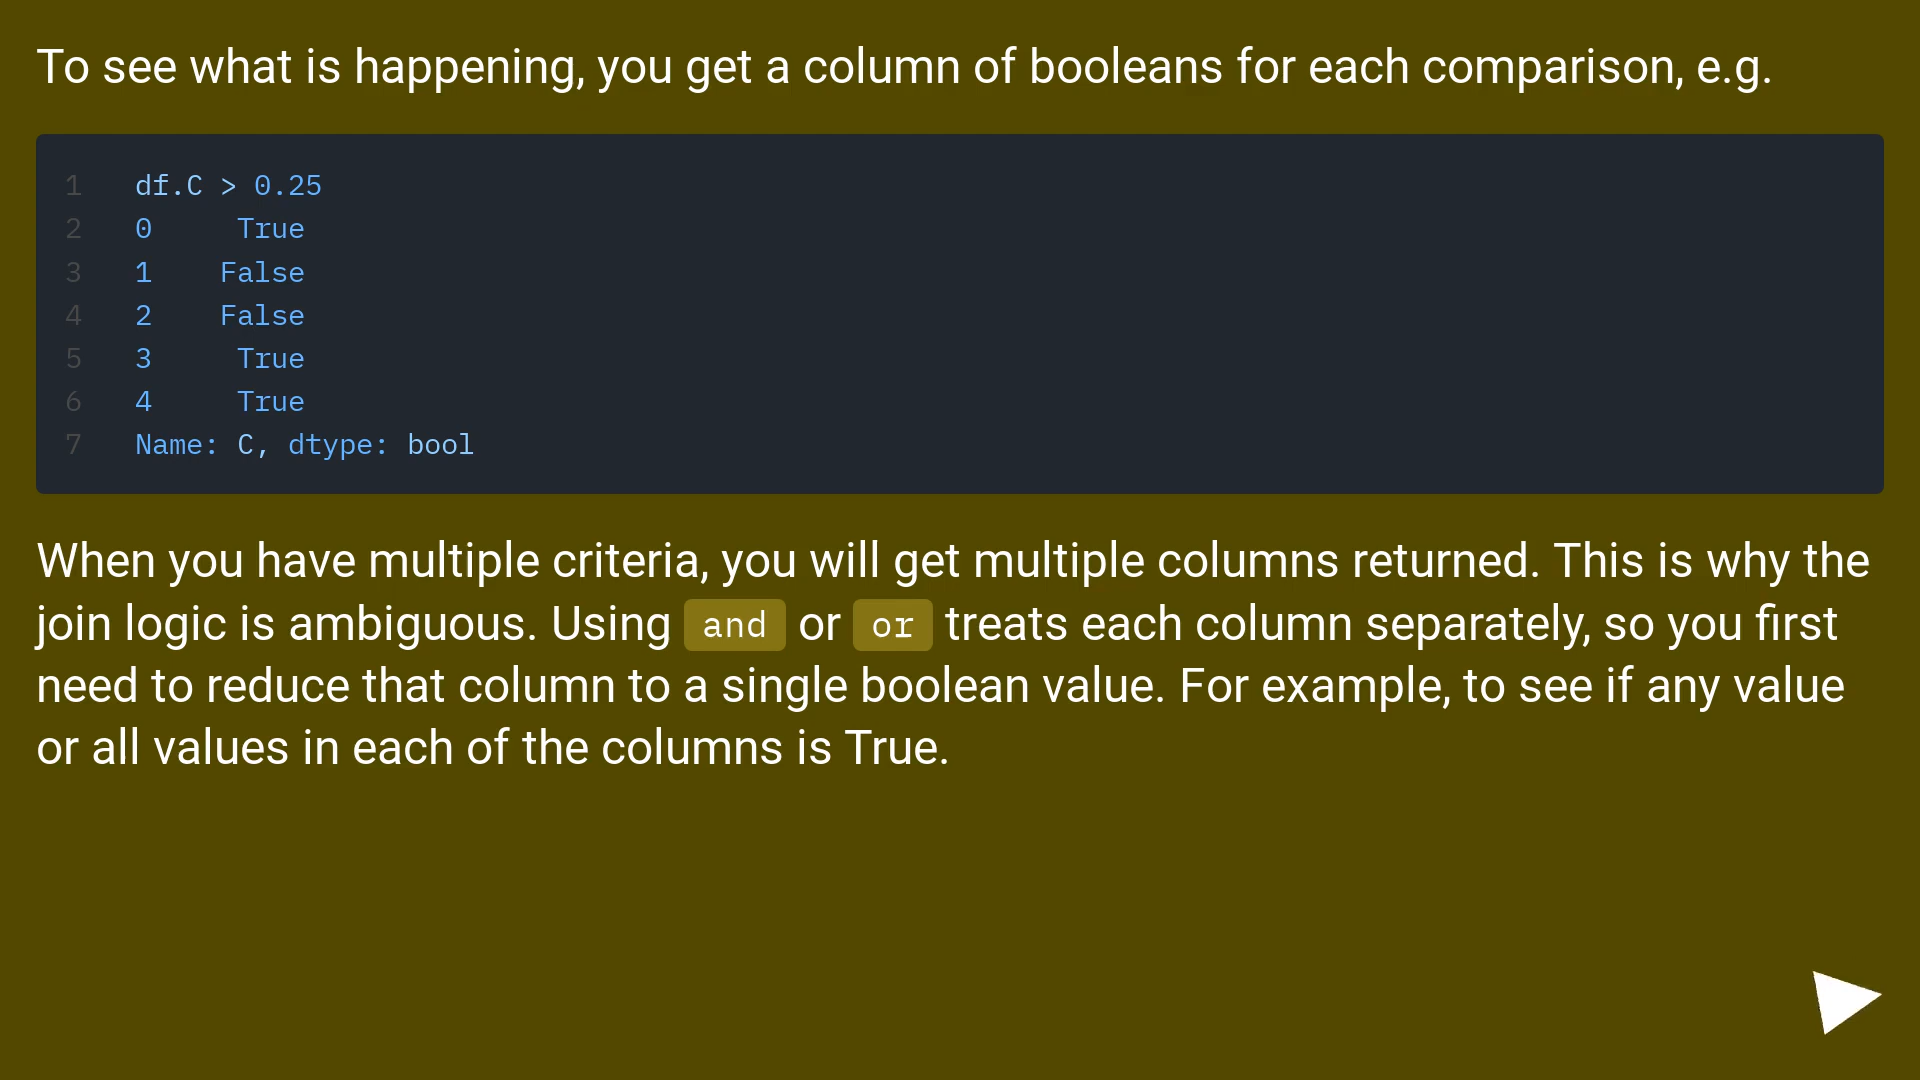 To see what is happening, you get a column of booleans for each comparison, e.g.
1 df.C > 0.25
2 0     True
3 1    False
4 2    False
5 3     True
6 4     True
7 Name: C, dtype: bool
When you have multiple criteria, you will get multiple columns returned. This is why the
join logic is ambiguous. Using and or or treats each column separately, so you first
need to reduce that column to a single boolean value. For example, to see if any value
or all values in each of the columns is True.